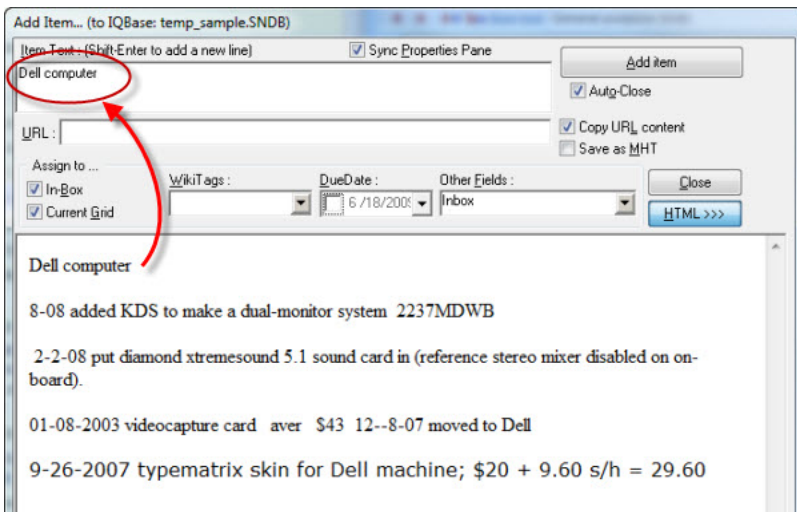 Add Item... (to IQBase: temp_sample.SNDB)
Item Text : (Shift-Enter to add a new line)
Sync Properties Pane
Dell computer
Add item
Auto-Close
URL :
Copy URL content
Save as MHT
Assign to ...
In-Box
Current Grid
WikiTags :
DueDate :
6/18/2009
Other Fields :
Inbox
Close
HTML >>>
Dell computer
8-08 added KDS to make a dual-monitor system 2237MDWB
2-2-08 put diamond xtremesound 5.1 sound card in (reference stereo mixer disabled on on-
board).
01-08-2003 videocapture card aver $43 12--8-07 moved to Dell
9-26-2007 typematrix skin for Dell machine; $20 + 9.60 s/h = 29.60